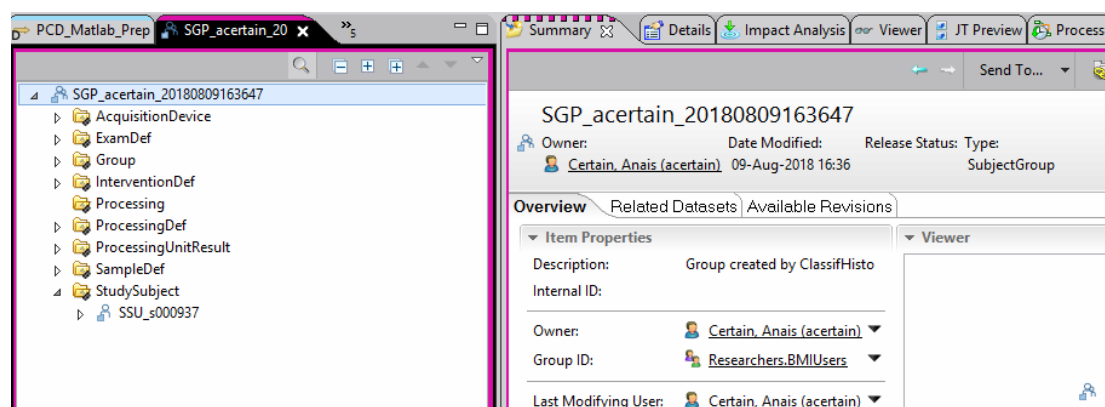 PCD_Matlab_Prep
SGP_acertain_20
5
Summary
Details
Impact Analysis
Viewer
JT Preview
Process
SGP_acertain_20180809163647
AcquisitionDevice
ExamDef
Group
InterventionDef
Processing
ProcessingDef
ProcessingUnitResult
SampleDef
StudySubject
SSU_s000937
Send To...
SGP_acertain_20180809163647
Owner: Date Modified: Release Status: Type:
Certain, Anais (acertain) 09-Aug-2018 16:36 SubjectGroup
Overview Related Datasets Available Revisions
Item Properties
Description: Group created by ClassifHisto
Internal ID:
Owner: Certain, Anais (acertain)
Group ID: Researchers.BMIUsers
Last Modifying User: Certain, Anais (acertain)
Viewer